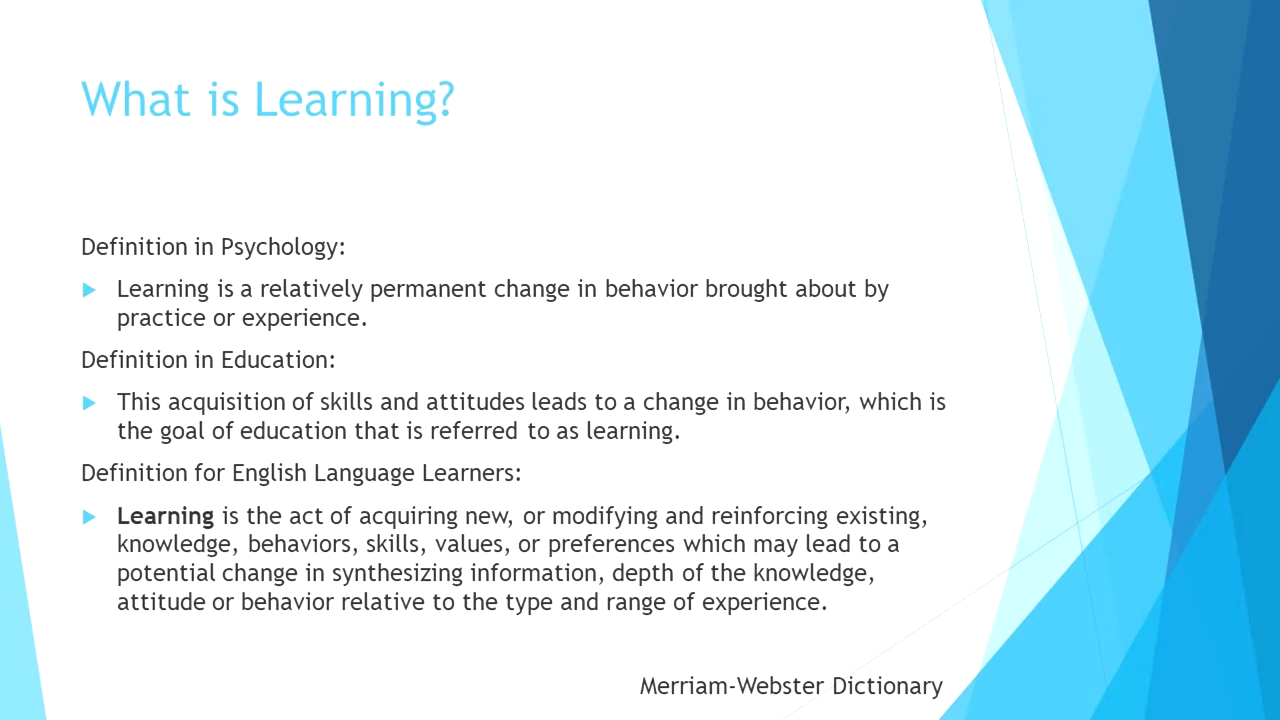 What is Learning?
Definition in Psychology:
Learning is a relatively permanent change in behavior brought about by
practice or experience.
Definition in Education:
This acquisition of skills and attitudes leads to a change in behavior, which is
the goal of education that is referred to as learning.
Definition for English Language Learners:
Learning is the act of acquiring new, or modifying and reinforcing existing,
knowledge, behaviors, skills, values, or preferences which may lead to a
potential change in synthesizing information, depth of the knowledge,
attitude or behavior relative to the type and range of experience.
Merriam-Webster Dictionary